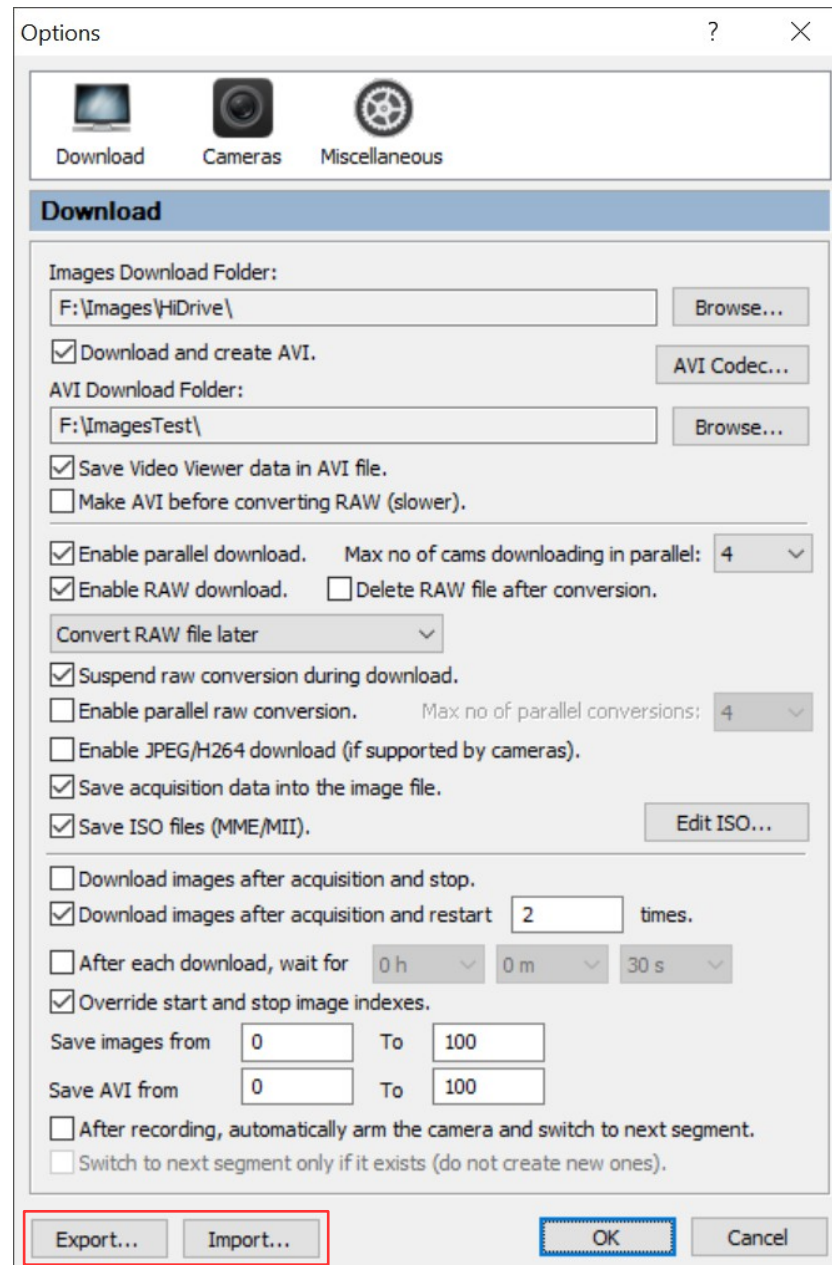 Options
Download Cameras Miscellaneous
Download
Images Download Folder:
F:\Images\HiDrive\ Browse...
Download and create AVI.
AVI Codec...
AVI Download Folder:
F:\ImagesTest\ Browse...
Save Video Viewer data in AVI file.
Make AVI before converting RAW (slower).
Enable parallel download. Max no of cams downloading in parallel: 4
Enable RAW download. Delete RAW file after conversion.
Convert RAW file later
Suspend raw conversion during download.
Enable parallel raw conversion. Max no of parallel conversions: 4
Enable JPEG/H264 download (if supported by cameras).
Save acquisition data into the image file.
Save ISO files (MME/MII). Edit ISO...
Download images after acquisition and stop.
Download images after acquisition and restart 2 times.
After each download, wait for 0 h 0 m 30 s
Override start and stop image indexes.
Save images from 0 To 100
Save AVI from 0 To 100
After recording, automatically arm the camera and switch to next segment.
Switch to next segment only if it exists (do not create new ones).
Export... Import... OK Cancel